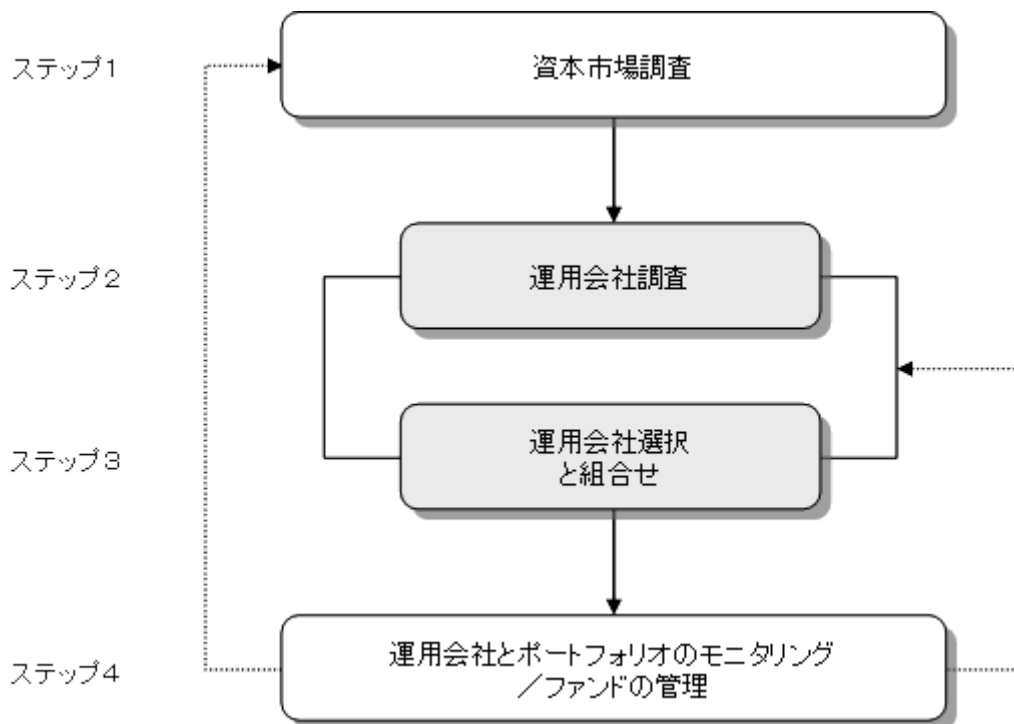 ステップ1
資本市場調査
ステップ2
運用会社調査
ステップ3
運用会社選択
と組合せ
ステップ4
運用会社とポートフォリオのモニタリング
／ファンドの管理